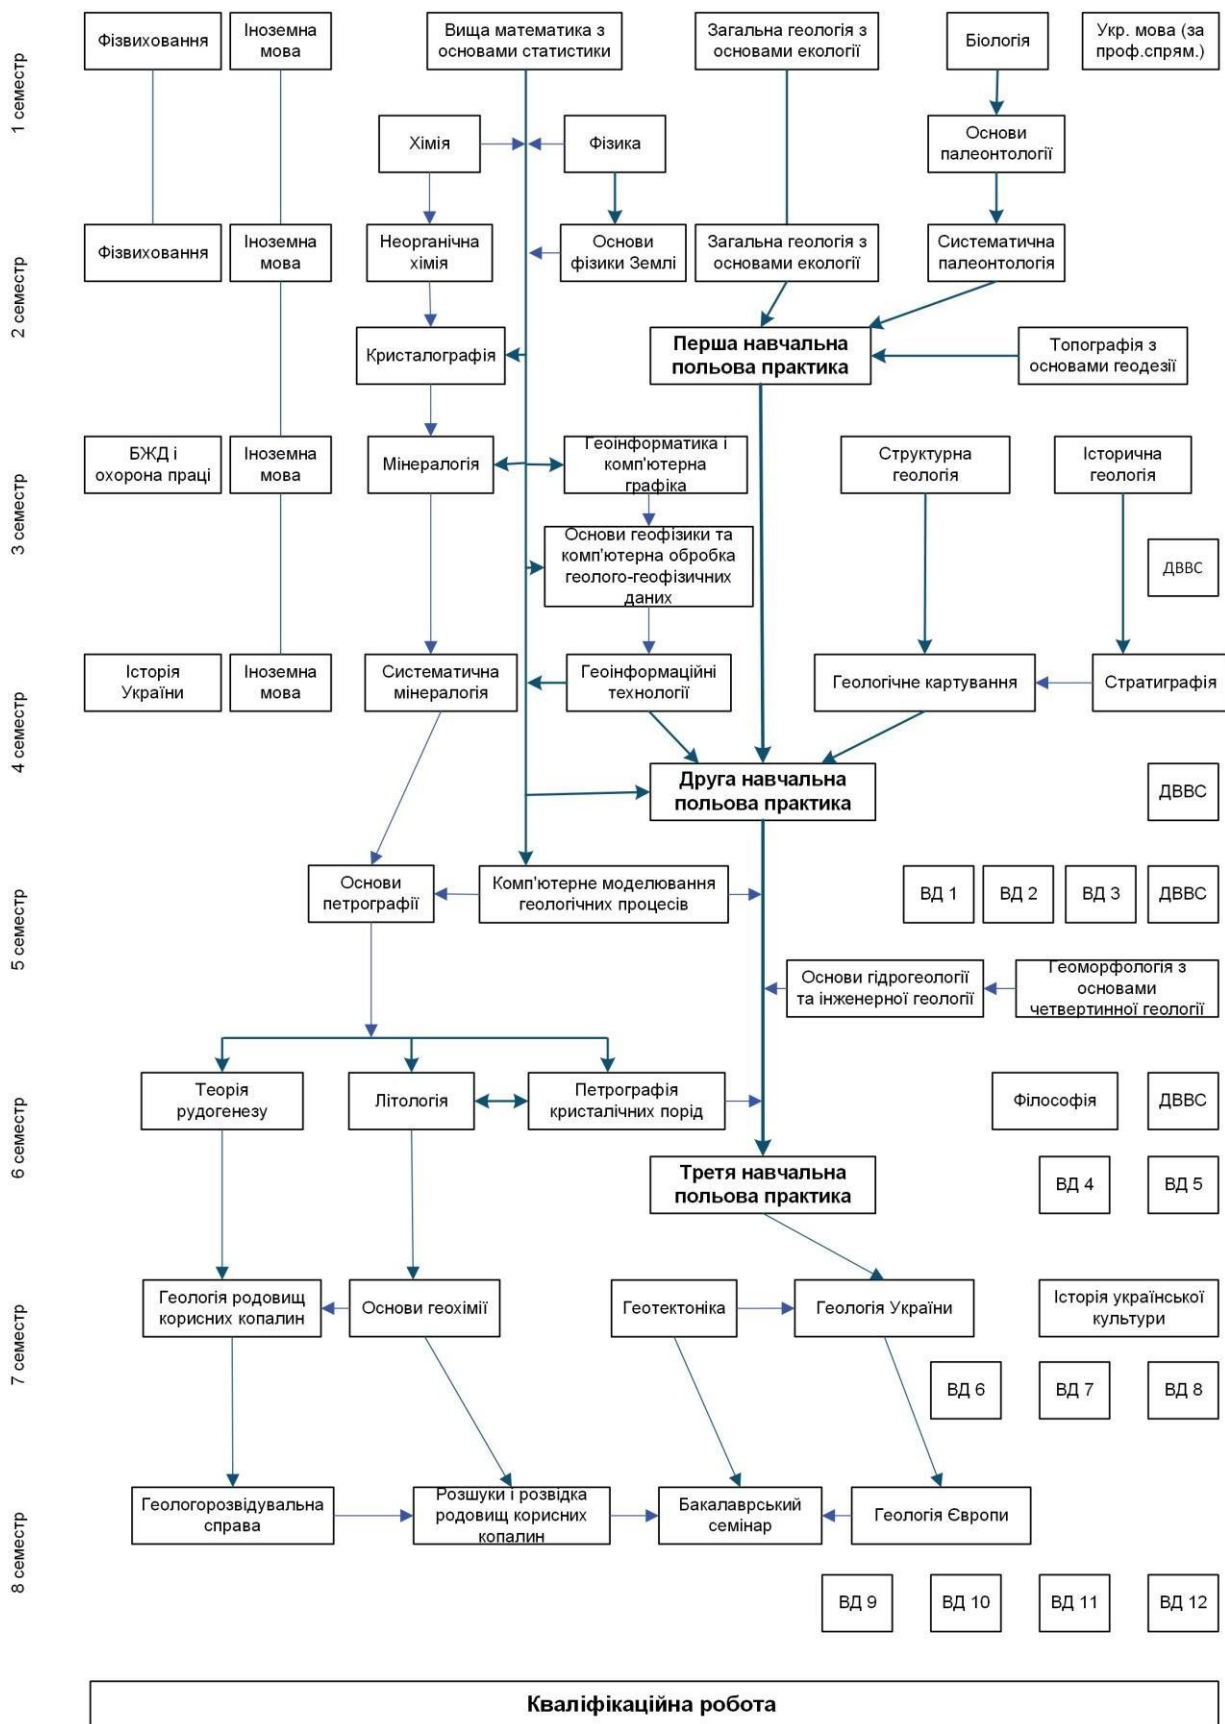 1 семестр
Фізвиховання
Іноземна
мова
Вища математика з
основами статистики
Загальна геологія з
основами екології
Біологія
Укр. мова (за
проф.спрям.)
Хімія
Фізика
Основи
палеонтології
2 семестр
Фізвиховання
Іноземна
мова
Неорганічна
хімія
Основи
фізики Землі
Загальна геологія з
основами екології
Систематична
палеонтологія
Кристалографія
Перша навчальна
польова практика
Топографія з
основами геодезії
3 семестр
БЖД і
охорона праці
Іноземна
мова
Мінералогія
Геоінформатика і
комп'ютерна
графіка
Структурна
геологія
Історична
геологія
Основи геофізики та
комп'ютерна обробка
геолого-геофізичних
даних
ДВВС
4 семестр
Історія
України
Іноземна
мова
Систематична
мінералогія
Геоінформаційні
технології
Геологічне картування
Стратиграфія
Друга навчальна
польова практика
ДВВС
5 семестр
Основи
петрографії
Комп'ютерне моделювання
геологічних процесів
ВД 1
ВД 2
ВД 3
ДВВС
Основи гідрогеології
та інженерної геології
Геоморфологія з
основами
четвертинної геології
6 семестр
Теорія
рудогенезу
Літологія
Петрографія
кристалічних порід
Філософія
ДВВС
Третя навчальна
польова практика
ВД 4
ВД 5
7 семестр
Геологія родовищ
корисних копалин
Основи геохімії
Геотектоніка
Геологія України
Історія української
культури
ВД 6
ВД 7
ВД 8
8 семестр
Геологорозвідувальна
справа
Розшуки і розвідка
родовищ корисних
копалин
Бакалаврський
семінар
Геологія Європи
ВД 9
ВД 10
ВД 11
ВД 12
Кваліфікаційна робота